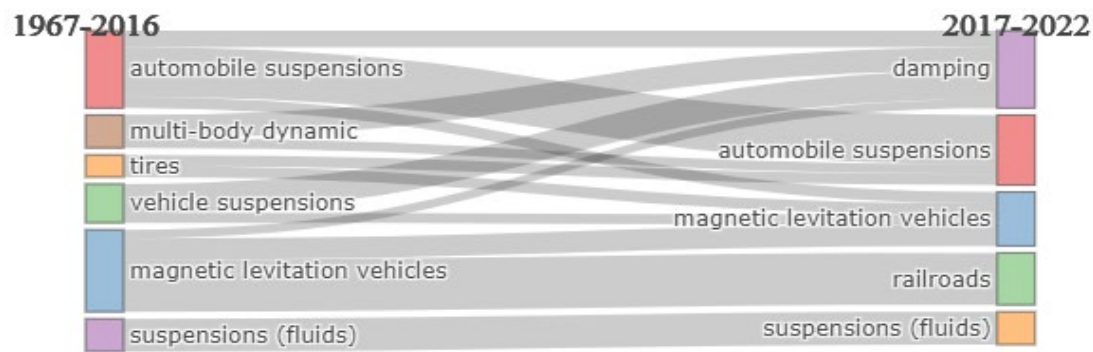 1967-2016
2017-2022
automobile suspensions
multi-body dynamic
tires
vehicle suspensions
magnetic levitation vehicles
suspensions (fluids)
damping
automobile suspensions
magnetic levitation vehicles
railroads
suspensions (fluids)